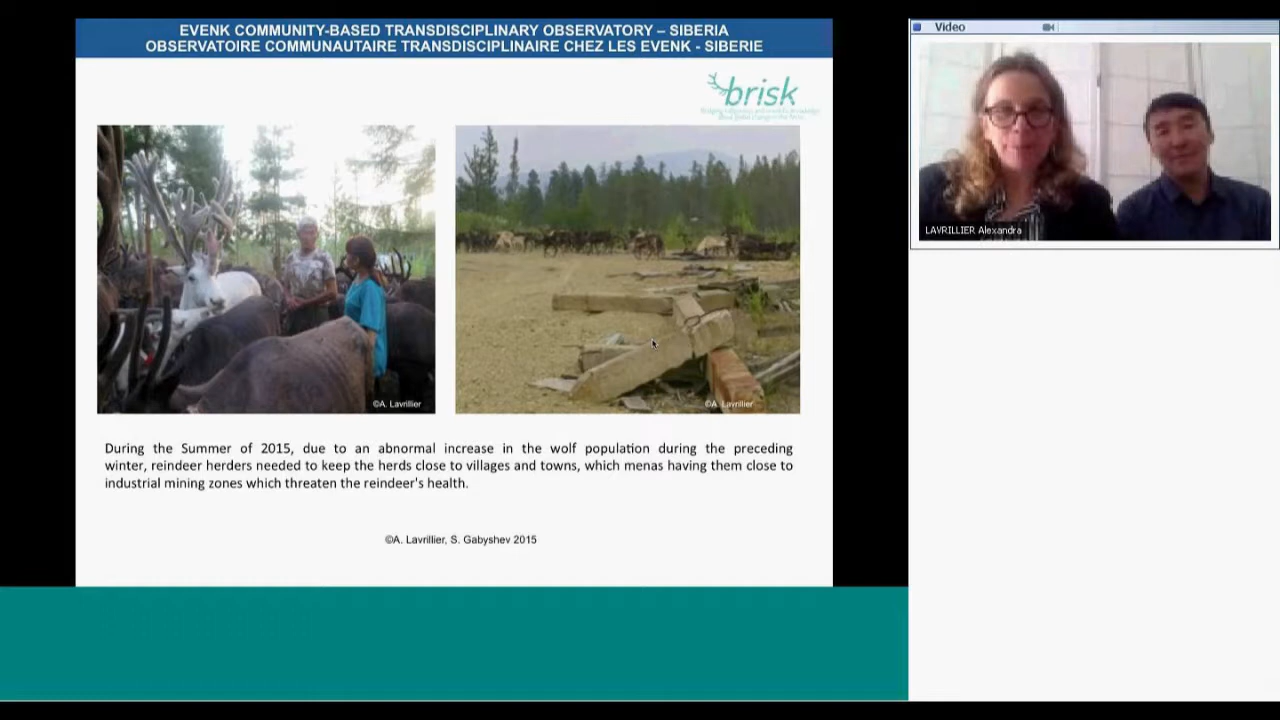 EVENK COMMUNITY-BASED TRANSDISCIPLINARY OBSERVATORY – SIBERIA
OBSERVATOIRE COMMUNAUTAIRE TRANSDISCIPLINAIRE CHEZ LES EVENK - SIBERIE
brisk
©A. Lavrillier
©A. Lavrillier
During the Summer of 2015, due to an abnormal increase in the wolf population during the preceding
winter, reindeer herders needed to keep the herds close to villages and towns, which menas having them close to
industrial mining zones which threaten the reindeer's health.
©A. Lavrillier, S. Gabyshev 2015
Video
LAVRILLIER Alexandra